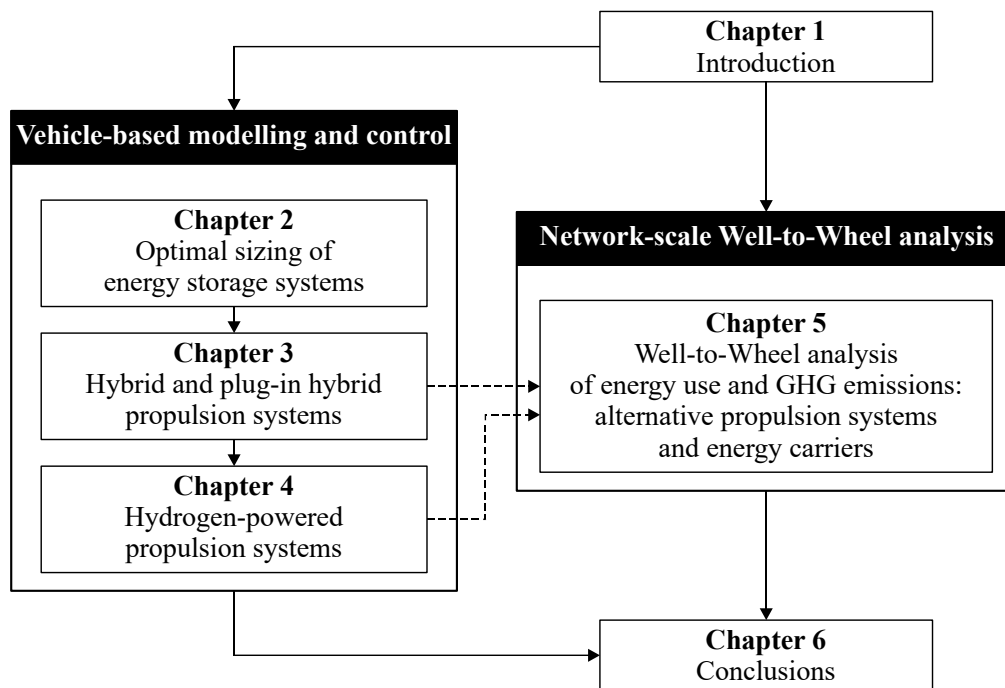 Chapter 1
Introduction
Vehicle-based modelling and control
Chapter 2
Optimal sizing of
energy storage systems
Chapter 3
Hybrid and plug-in hybrid
propulsion systems
Chapter 4
Hydrogen-powered
propulsion systems
Network-scale Well-to-Wheel analysis
Chapter 5
Well-to-Wheel analysis
of energy use and GHG emissions:
alternative propulsion systems
and energy carriers
Chapter 6
Conclusions